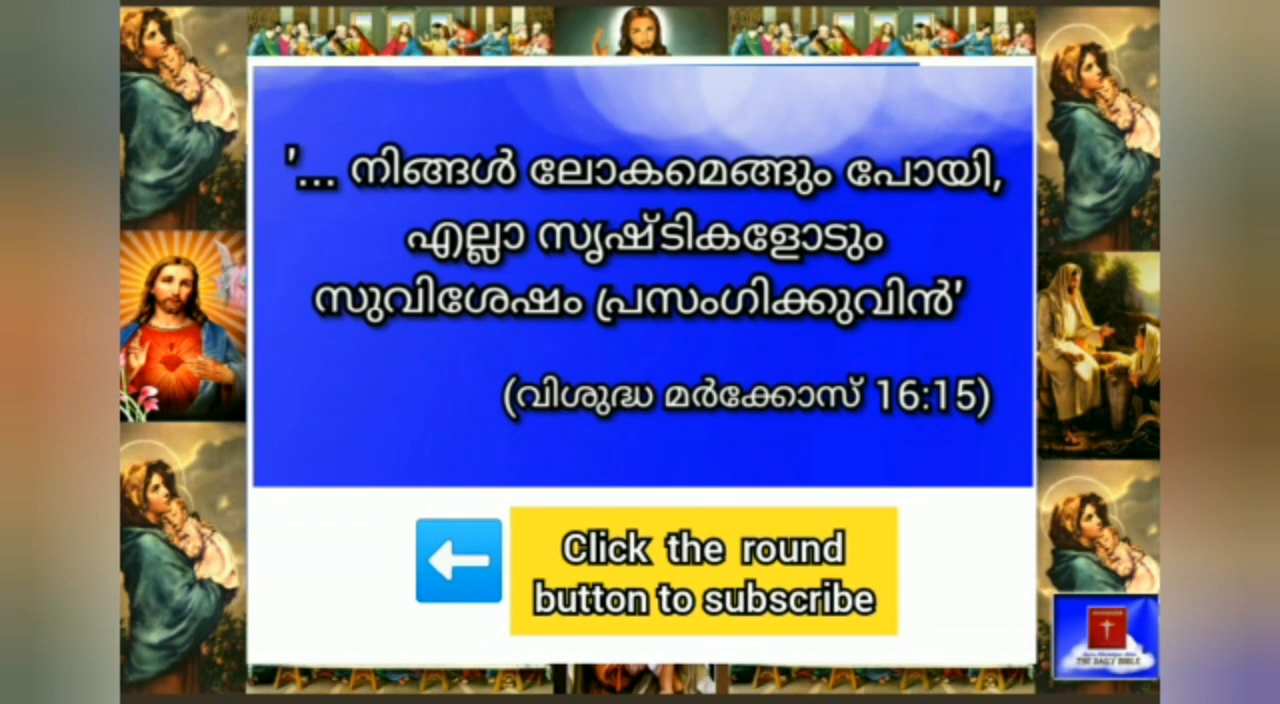 '... നിങ്ങൾ ലോകമെങ്ങും പോയി,
എല്ലാ സൃഷ്ടികളോടും
സുവിശേഷം പ്രസംഗിക്കുവിൻ'
(വിശുദ്ധ മർക്കോസ് 16:15)
Click the round
button to subscribe
THE DAILY BIBLE